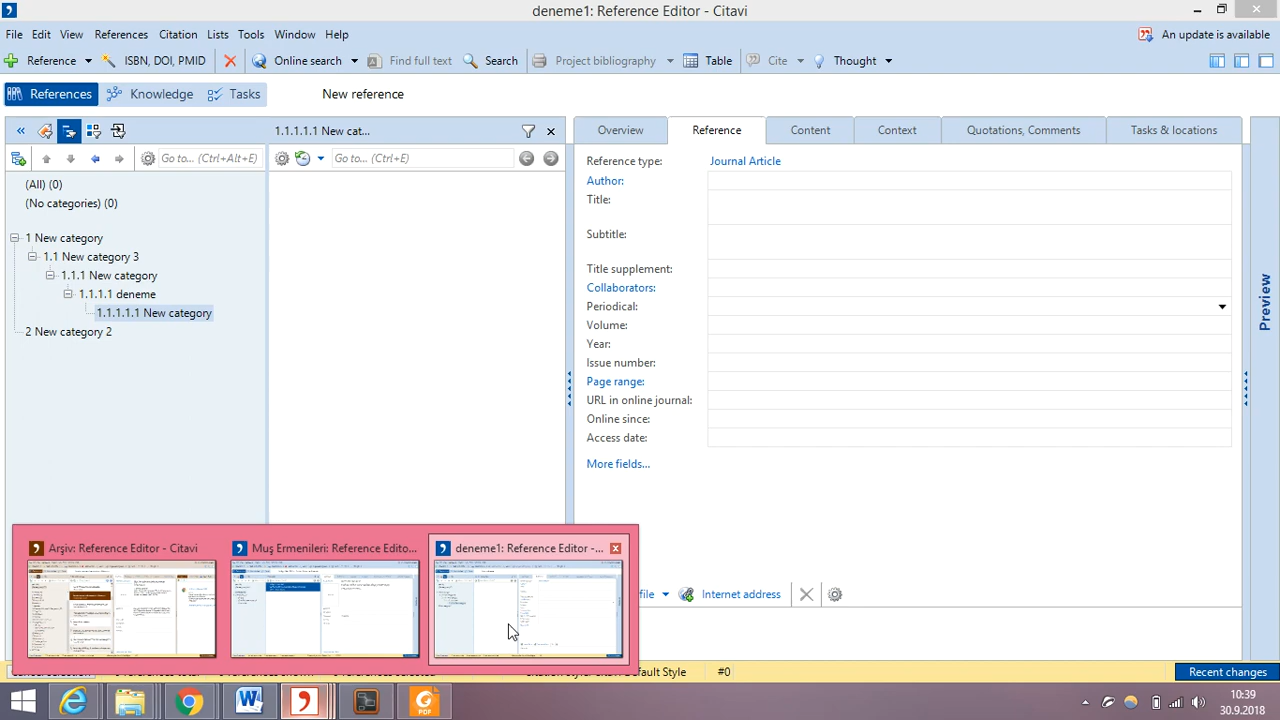 deneme1: Reference Editor - Citavi
File Edit View References Citation Lists Tools Window Help
An update is available
Reference ISBN, DOI, PMID Online search Find full text Search Project bibliography Table Cite Thought
References Knowledge Tasks New reference
1.1.1.1.1 New cat...
Overview Reference Content Context Quotations, Comments Tasks & locations
Go to... (Ctrl+Alt+E) Go to... (Ctrl+E)
(All) (0)
(No categories) (0)
1 New category
1.1 New category 3
1.1.1 New category
1.1.1.1 deneme
1.1.1.1.1 New category
2 New category 2
Reference type: Journal Article
Author:
Title:
Subtitle:
Title supplement:
Collaborators:
Periodical:
Volume:
Year:
Issue number:
Page range:
URL in online journal:
Online since:
Access date:
More fields...
Preview
Arşiv: Reference Editor - Citavi
Muş Ermenileri: Reference Edito...
deneme1: Reference Editor -...
file Internet address
Default Style #0
Recent changes
PDF
10:39
30.9.2018